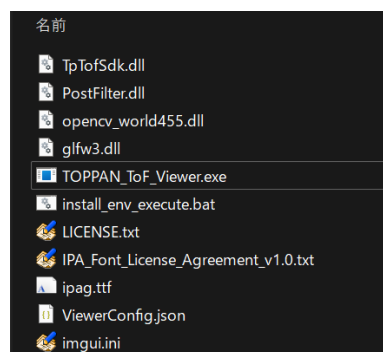 名前
TpTofSdk.dll
PostFilter.dll
opencv_world455.dll
glfw3.dll
TOPPAN_ToF_Viewer.exe
install_env_execute.bat
LICENSE.txt
IPA_Font_License_Agreement_v1.0.txt
ipag.ttf
ViewerConfig.json
imgui.ini